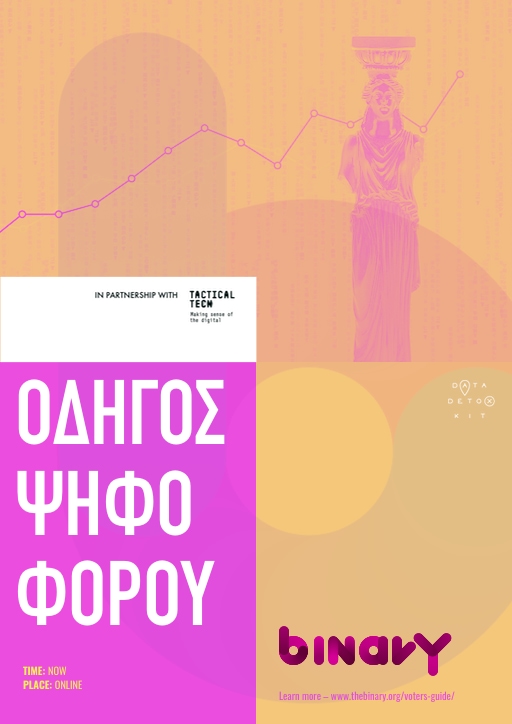 IN PARTNERSHIP WITH
TACTICAL
TECH
Making sense of
the digital
ΟΔΗΓΟΣ
ΨΗΦΟ
ΦΟΡΟΥ
TIME: NOW
PLACE: ONLINE
DATA
DETOX
KIT
binary
Learn more – www.thebinary.org/voters-guide/